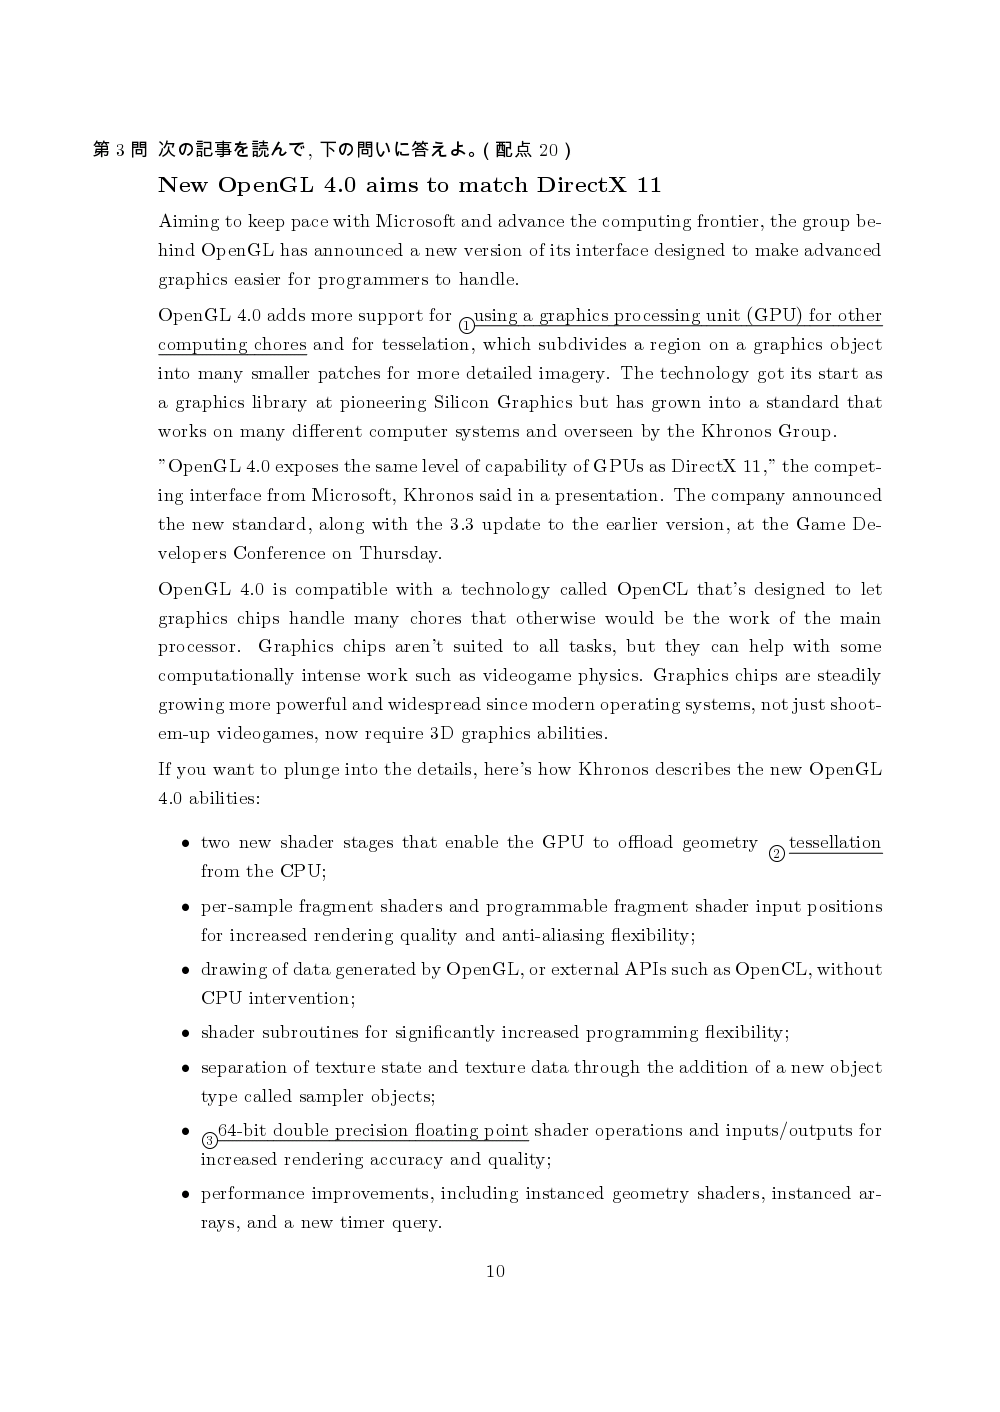 第 3 問 次の記事を読んで, 下の問いに答えよ。( 配点 20 )
New OpenGL 4.0 aims to match DirectX 11
Aiming to keep pace with Microsoft and advance the computing frontier, the group be-
hind OpenGL has announced a new version of its interface designed to make advanced
graphics easier for programmers to handle.
OpenGL 4.0 adds more support for ①using a graphics processing unit (GPU) for other
computing chores and for tesselation, which subdivides a region on a graphics object
into many smaller patches for more detailed imagery. The technology got its start as
a graphics library at pioneering Silicon Graphics but has grown into a standard that
works on many different computer systems and overseen by the Khronos Group.
”OpenGL 4.0 exposes the same level of capability of GPUs as DirectX 11,” the compet-
ing interface from Microsoft, Khronos said in a presentation. The company announced
the new standard, along with the 3.3 update to the earlier version, at the Game De-
velopers Conference on Thursday.
OpenGL 4.0 is compatible with a technology called OpenCL that's designed to let
graphics chips handle many chores that otherwise would be the work of the main
processor. Graphics chips aren't suited to all tasks, but they can help with some
computationally intense work such as videogame physics. Graphics chips are steadily
growing more powerful and widespread since modern operating systems, not just shoot-
em-up videogames, now require 3D graphics abilities.
If you want to plunge into the details, here's how Khronos describes the new OpenGL
4.0 abilities:
• two new shader stages that enable the GPU to offload geometry ②tessellation
from the CPU;
• per-sample fragment shaders and programmable fragment shader input positions
for increased rendering quality and anti-aliasing flexibility;
• drawing of data generated by OpenGL, or external APIs such as OpenCL, without
CPU intervention;
• shader subroutines for significantly increased programming flexibility;
• separation of texture state and texture data through the addition of a new object
type called sampler objects;
• ③64-bit double precision floating point shader operations and inputs/outputs for
increased rendering accuracy and quality;
• performance improvements, including instanced geometry shaders, instanced ar-
rays, and a new timer query.
10